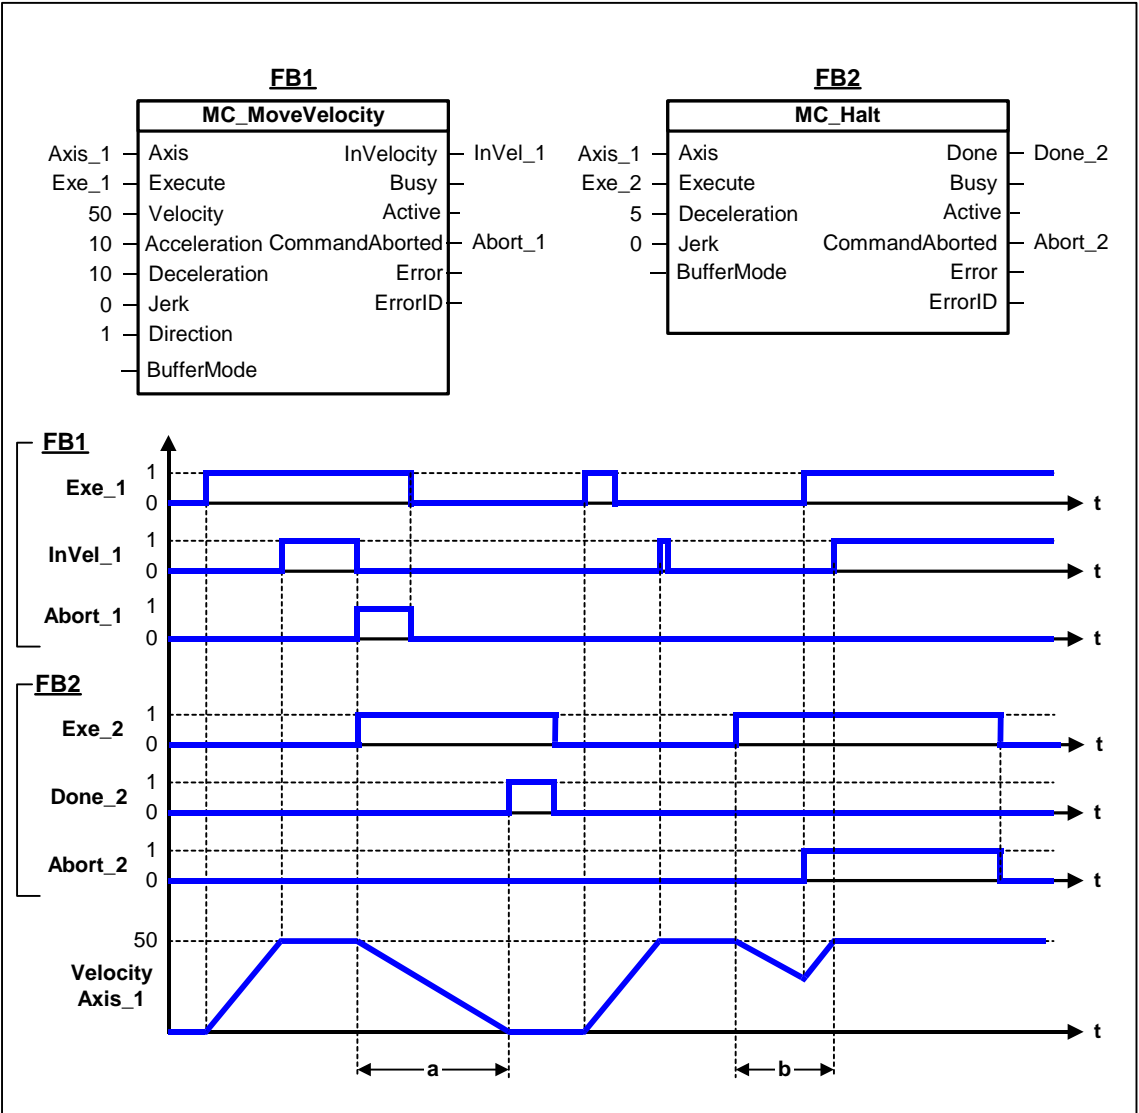 FB1 FB2
MC_MoveVelocity MC_Halt
Axis_1 Axis InVelocity InVel_1 Axis_1 Axis Done Done_2
Exe_1 Execute Busy Exe_2 Execute Busy
50 Velocity Active 5 Deceleration Active
10 Acceleration CommandAborted Abort_1 0 Jerk CommandAborted Abort_2
10 Deceleration Error BufferMode Error
0 Jerk ErrorID ErrorID
1 Direction
BufferMode
FB1
1
Exe_1
0 t
1
InVel_1
0 t
1
Abort_1
0 t
FB2
1
Exe_2
0 t
1
Done_2
0 t
1
Abort_2
0 t
50
Velocity
Axis_1
t
a b